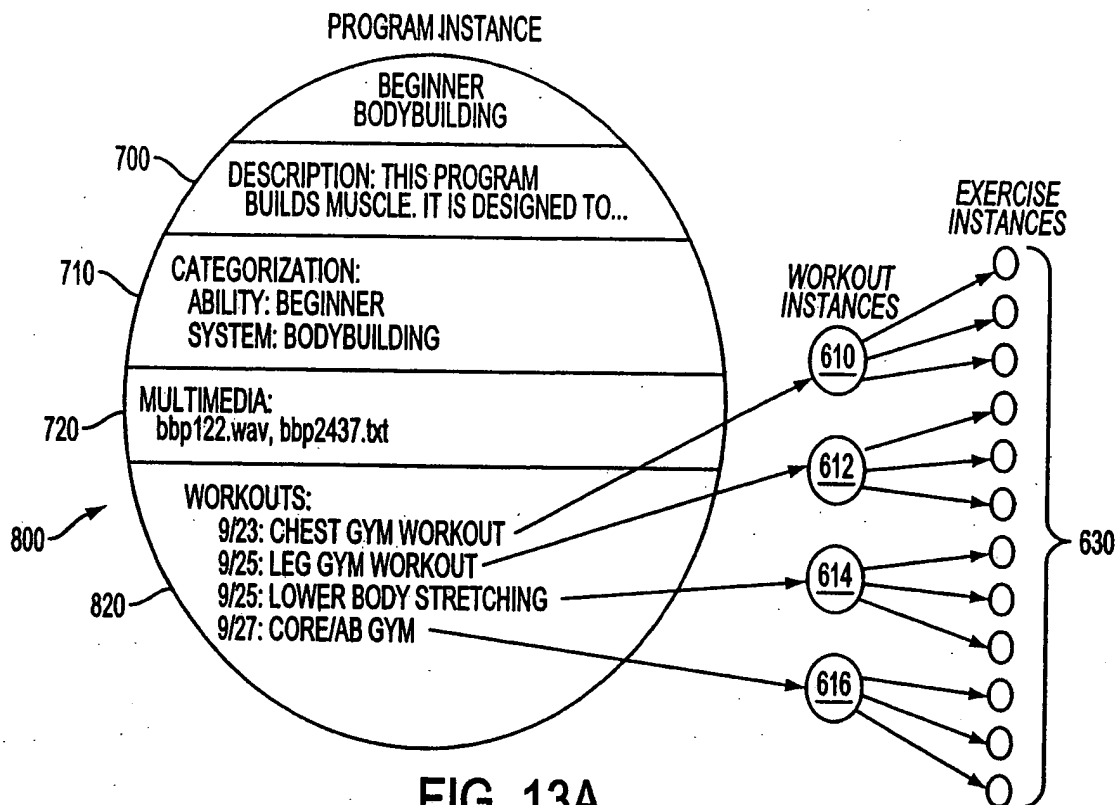 PROGRAM INSTANCE
BEGINNER
BODYBUILDING
700
DESCRIPTION: THIS PROGRAM
BUILDS MUSCLE. IT IS DESIGNED TO...
710
CATEGORIZATION:
ABILITY: BEGINNER
SYSTEM: BODYBUILDING
720
MULTIMEDIA:
bbp122.wav, bbp2437.txt
800
WORKOUTS:
9/23: CHEST GYM WORKOUT
9/25: LEG GYM WORKOUT
9/25: LOWER BODY STRETCHING
9/27: CORE/AB GYM
820
WORKOUT
INSTANCES
610
612
614
616
EXERCISE
INSTANCES
630
FIG. 13A